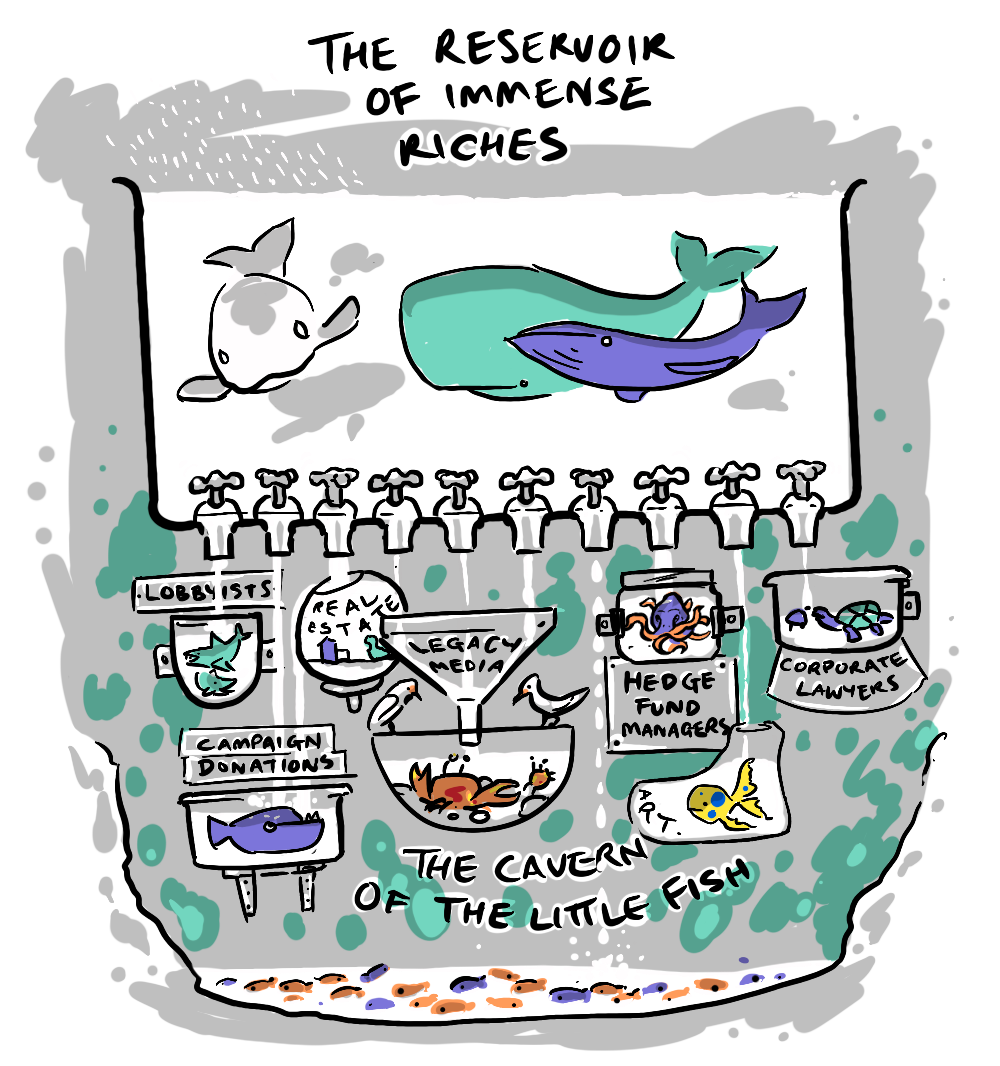 THE RESERVOIR
OF IMMENSE
RICHES
LOBBYISTS
REAL
ESTATE
LEGACY
MEDIA
HEDGE
FUND
MANAGERS
CORPORATE
LAWYERS
CAMPAIGN
DONATIONS
ART.
THE CAVERN
OF THE LITTLE FISH